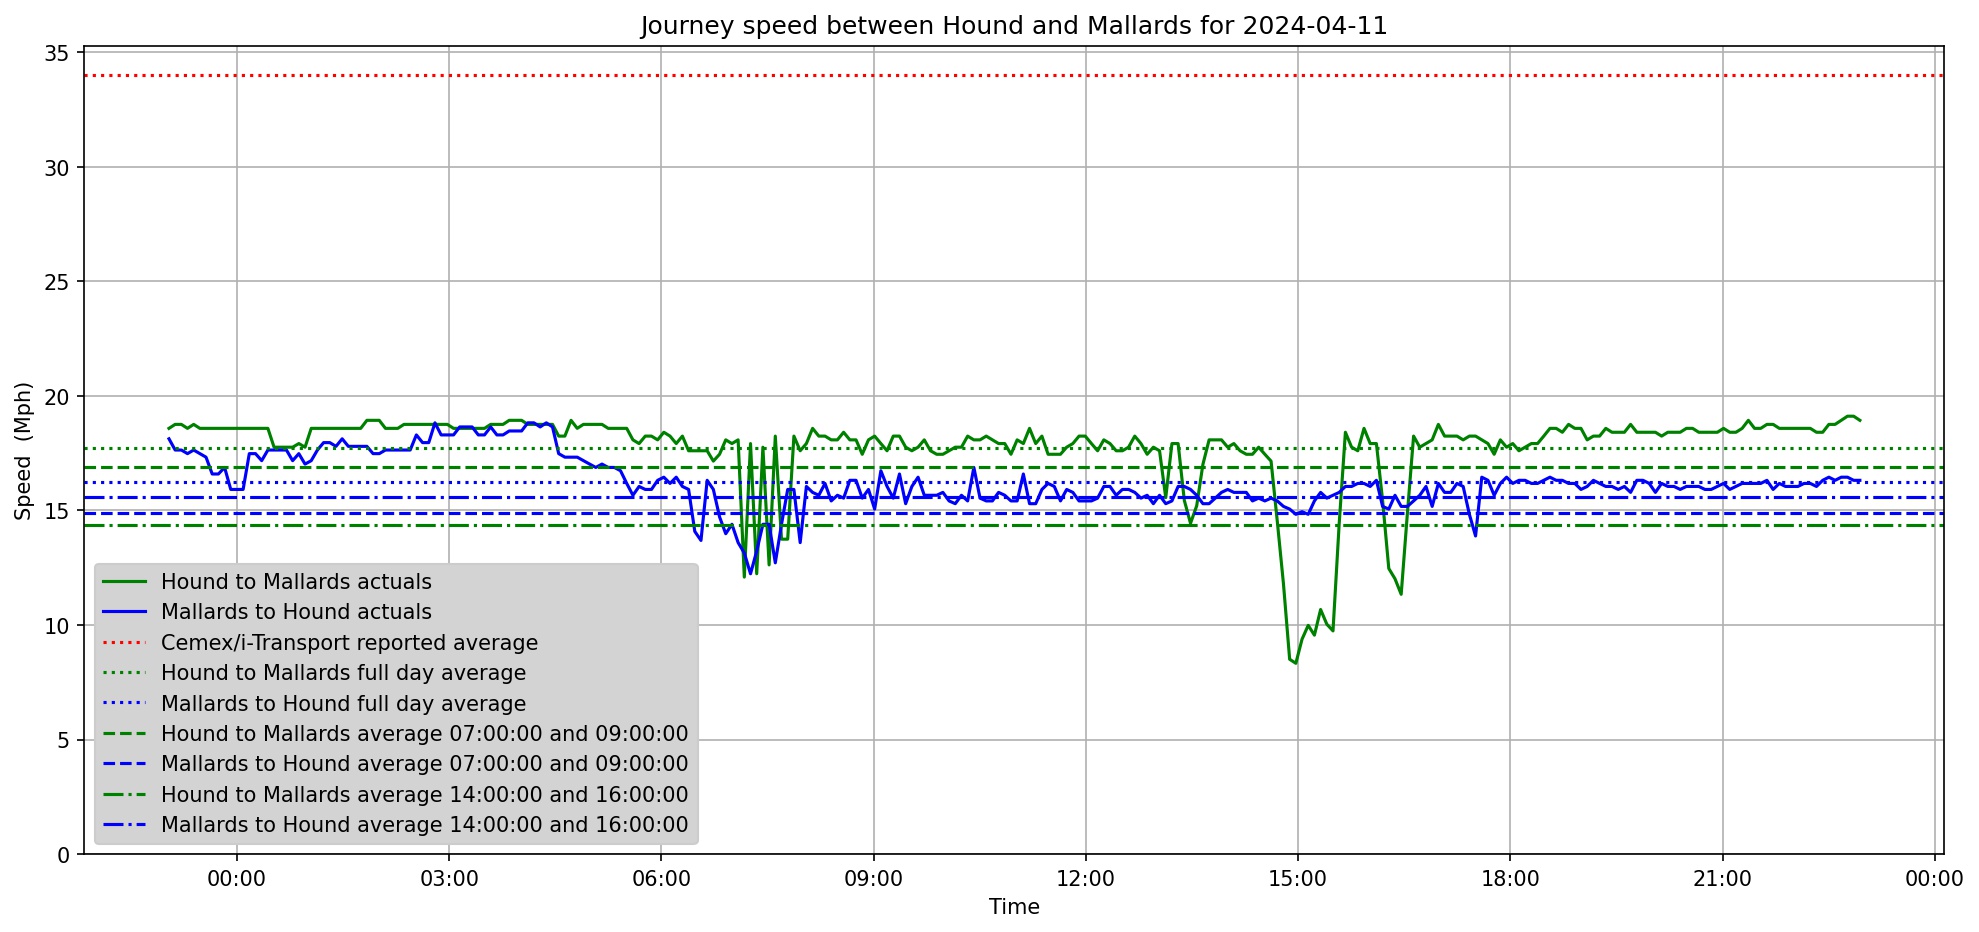 Journey speed between Hound and Mallards for 2024-04-11
35
30
25
20
15
10
5
0
Speed (Mph)
Hound to Mallards actuals
Mallards to Hound actuals
Cemex/i-Transport reported average
Hound to Mallards full day average
Mallards to Hound full day average
Hound to Mallards average 07:00:00 and 09:00:00
Mallards to Hound average 07:00:00 and 09:00:00
Hound to Mallards average 14:00:00 and 16:00:00
Mallards to Hound average 14:00:00 and 16:00:00
00:00 03:00 06:00 09:00 12:00 15:00 18:00 21:00 00:00
Time